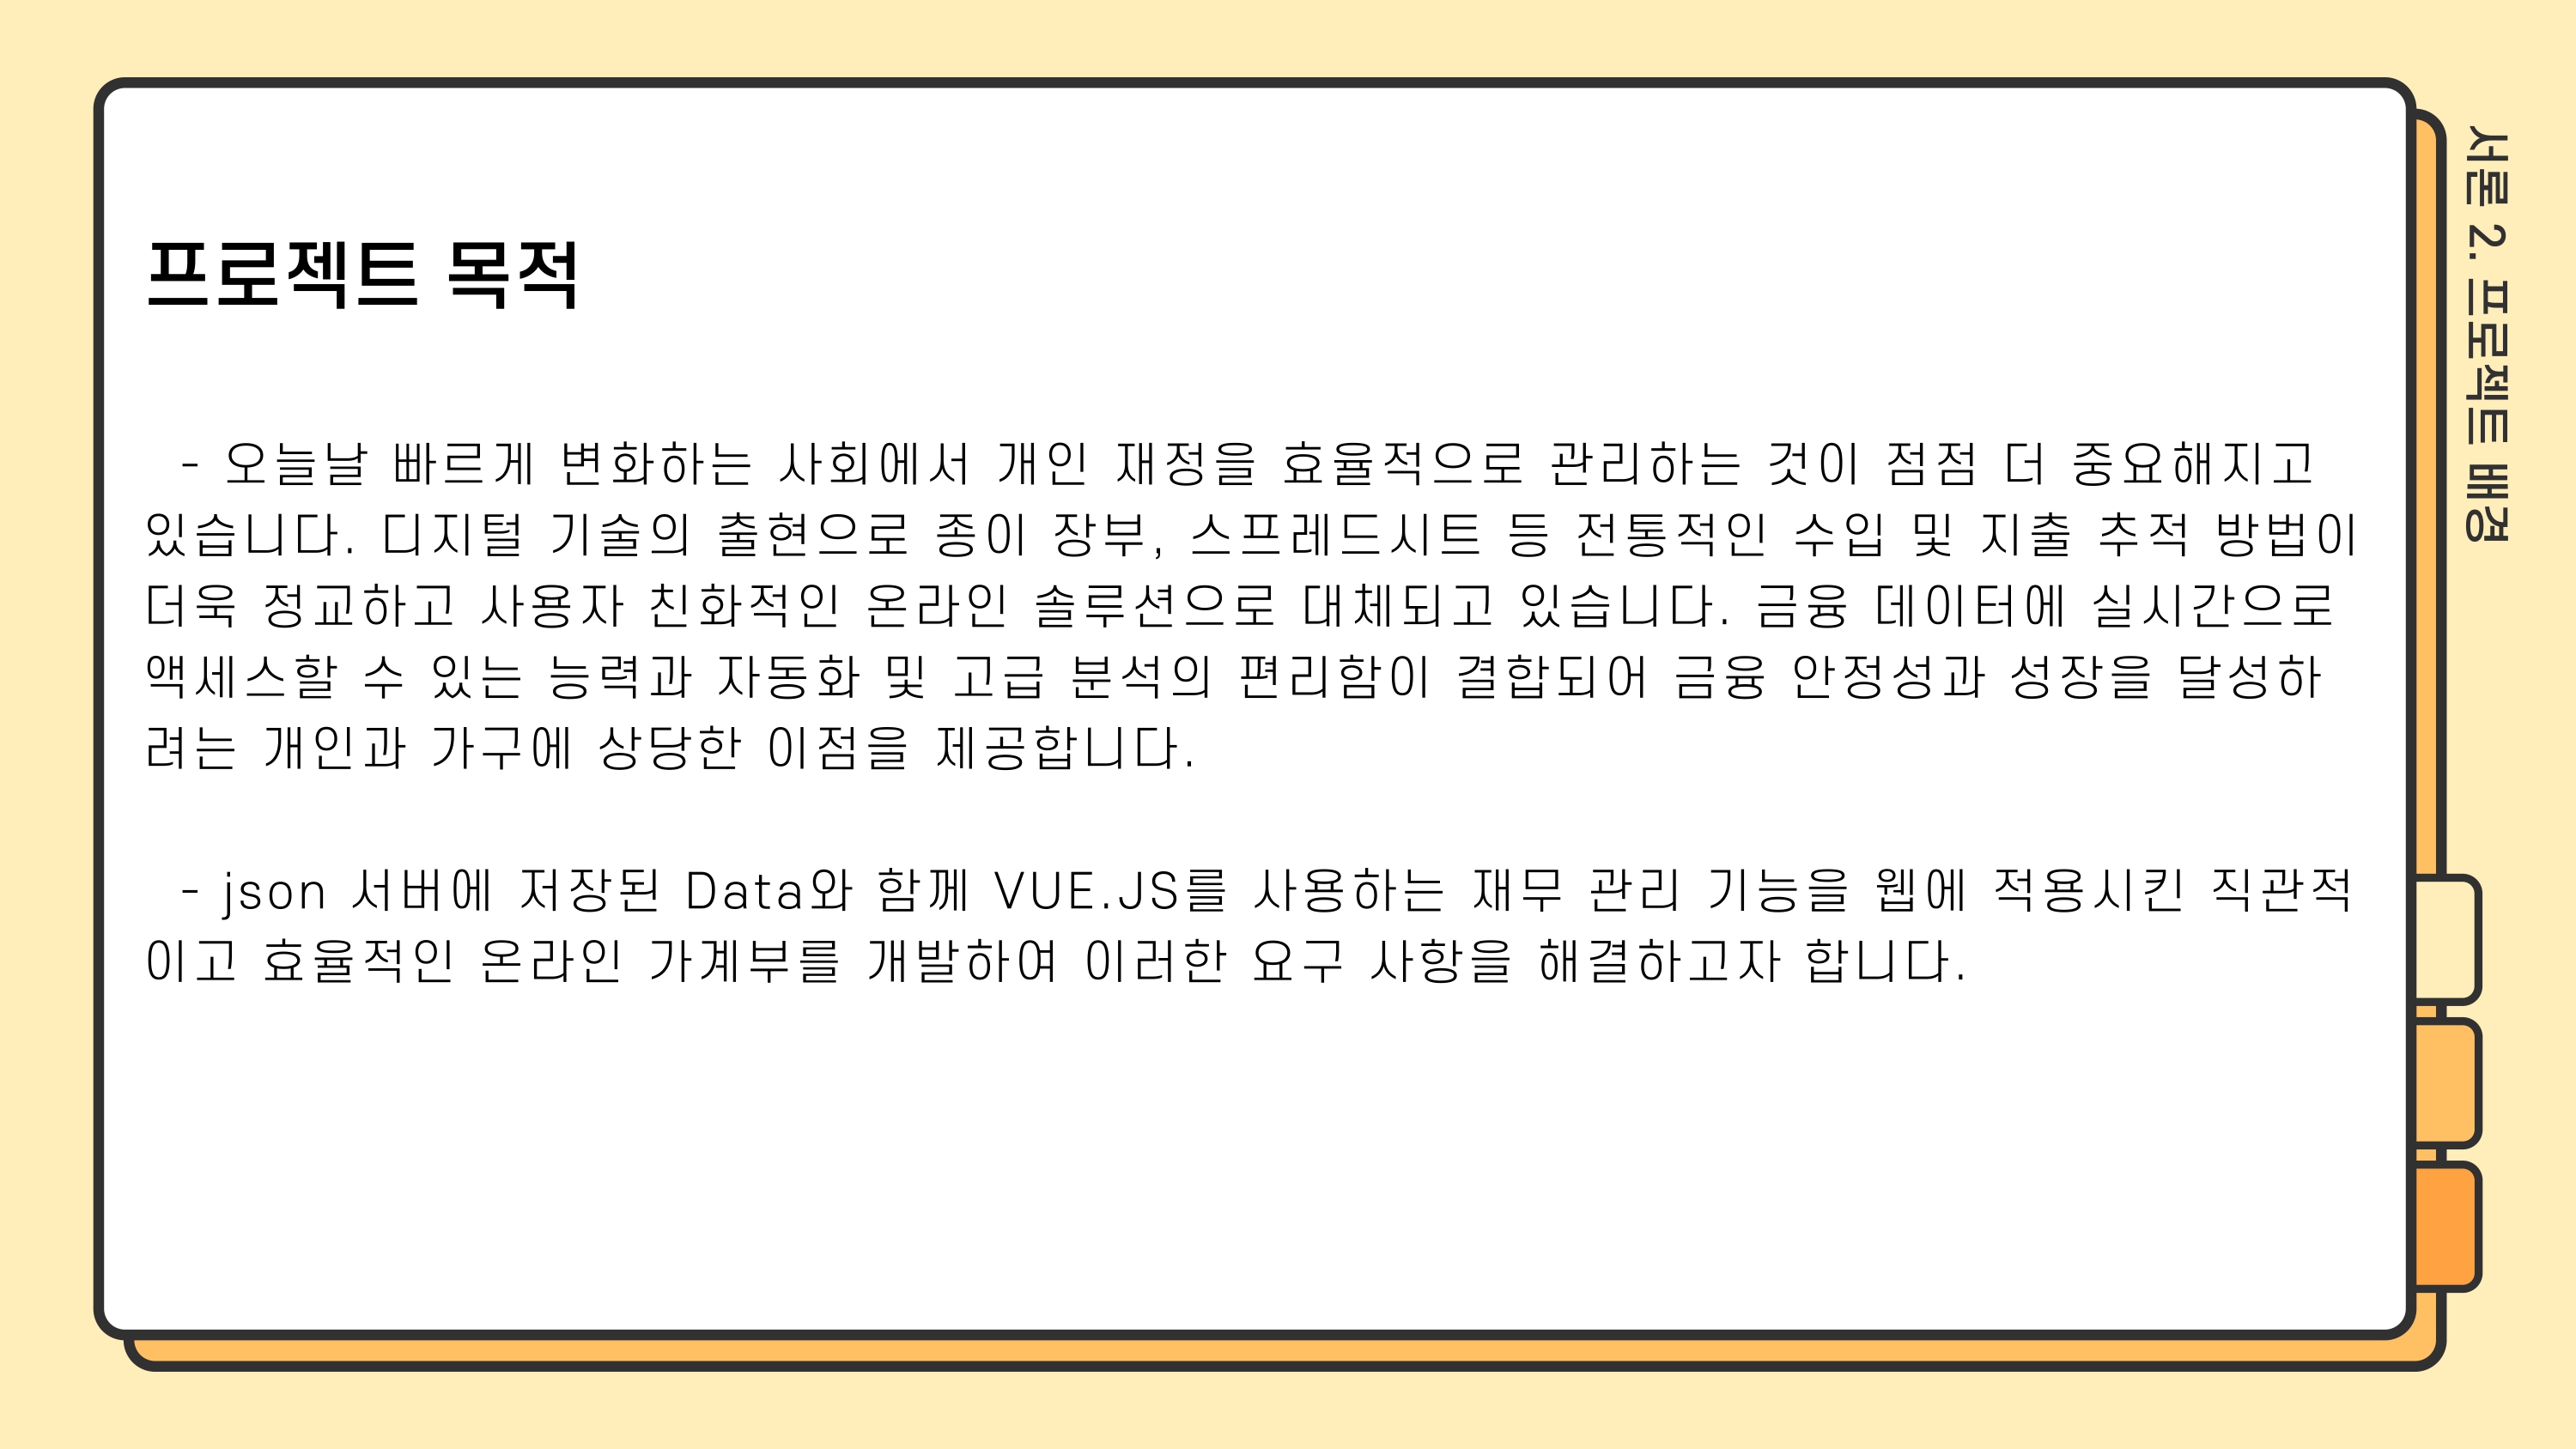 프로젝트 목적
- 오늘날 빠르게 변화하는 사회에서 개인 재정을 효율적으로 관리하는 것이 점점 더 중요해지고
있습니다. 디지털 기술의 출현으로 종이 장부, 스프레드시트 등 전통적인 수입 및 지출 추적 방법이
더욱 정교하고 사용자 친화적인 온라인 솔루션으로 대체되고 있습니다. 금융 데이터에 실시간으로
액세스할 수 있는 능력과 자동화 및 고급 분석의 편리함이 결합되어 금융 안정성과 성장을 달성하
려는 개인과 가구에 상당한 이점을 제공합니다.
- json 서버에 저장된 Data와 함께 VUE.JS를 사용하는 재무 관리 기능을 웹에 적용시킨 직관적
이고 효율적인 온라인 가계부를 개발하여 이러한 요구 사항을 해결하고자 합니다.
서론 2. 프로젝트 배경